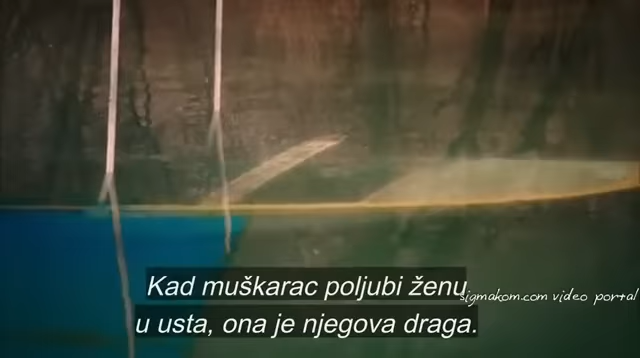 Kad muškarac poljubi ženu
sigmakom.com video portal
u usta, ona je njegova draga.